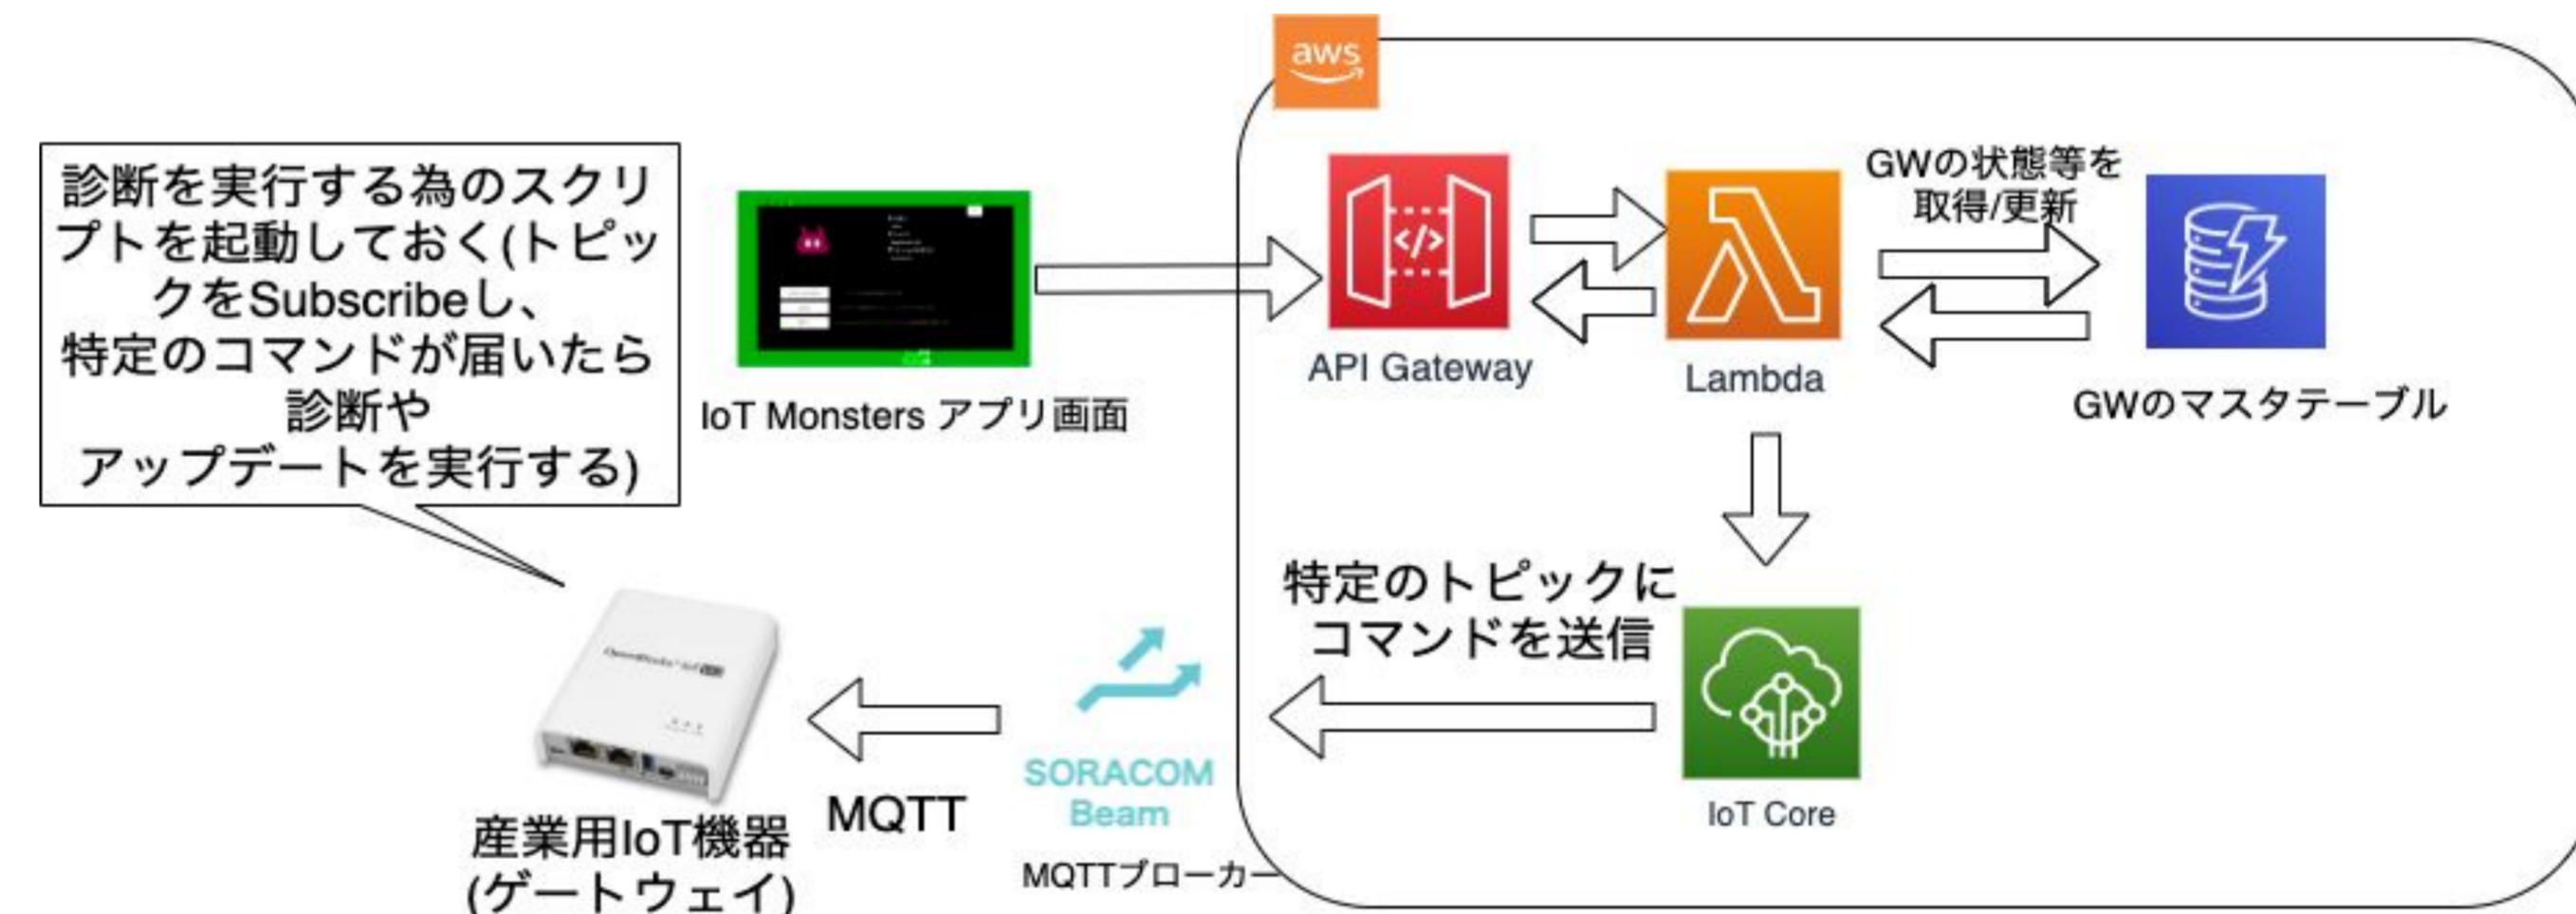 aws
診断を実行する為のスクリ
プトを起動しておく(トピッ
クをSubscribeし、
特定のコマンドが届いたら
診断や
アップデートを実行する)
IoT Monsters アプリ画面
API Gateway
Lambda
GWの状態等を
取得/更新
GWのマスタテーブル
特定のトピックに
コマンドを送信
IoT Core
SORACOM
Beam
MQTTブローカー
MQTT
産業用IoT機器
(ゲートウェイ)